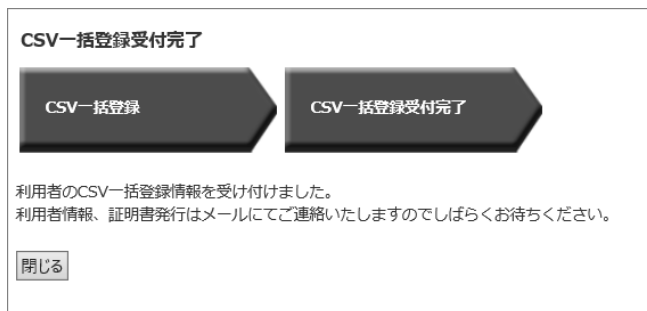 CSV一括登録受付完了
CSV一括登録
CSV一括登録受付完了
利用者のCSV一括登録情報を受け付けました。
利用者情報、証明書発行はメールにてご連絡いたしますのでしばらくお待ちください。
閉じる